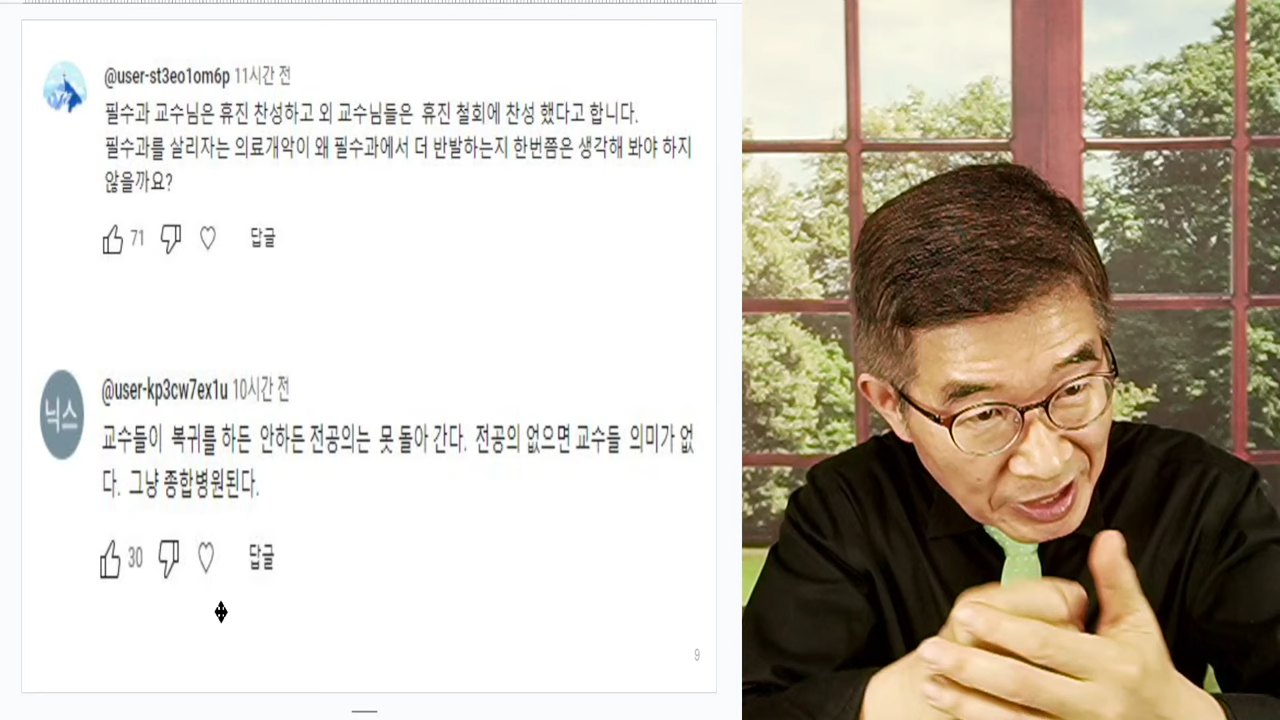 @user-st3eo1om6p 11시간 전
필수과 교수님은 휴진 찬성하고 외 교수님들은 휴진 철회에 찬성 했다고 합니다.
필수과를 살리자는 의료개악이 왜 필수과에서 더 반발하는지 한번쯤은 생각해 봐야 하지
않을까요?
71 답글
닉스
@user-kp3cw7ex1u 10시간 전
교수들이 복귀를 하든 안하든 전공의는 못 돌아 간다. 전공의 없으면 교수들 의미가 없
다. 그냥 종합병원된다.
30 답글
9